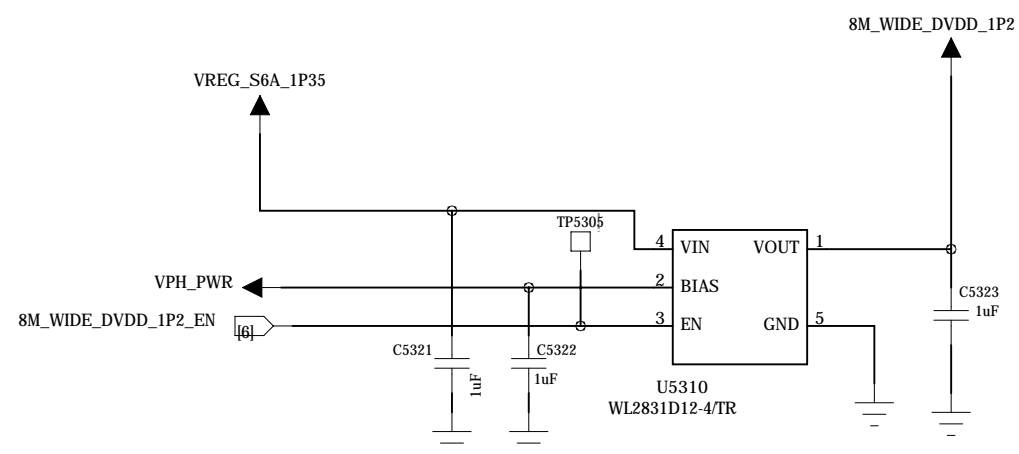 8M_WIDE_DVDD_1P2
VREG_S6A_1P35
TP5305
4 VIN VOUT 1
VPH_PWR 2 BIAS
C5323
1uF
8M_WIDE_DVDD_1P2_EN [6] 3 EN GND 5
C5321 C5322
1uF 1uF
U5310
WL2831D12-4/TR